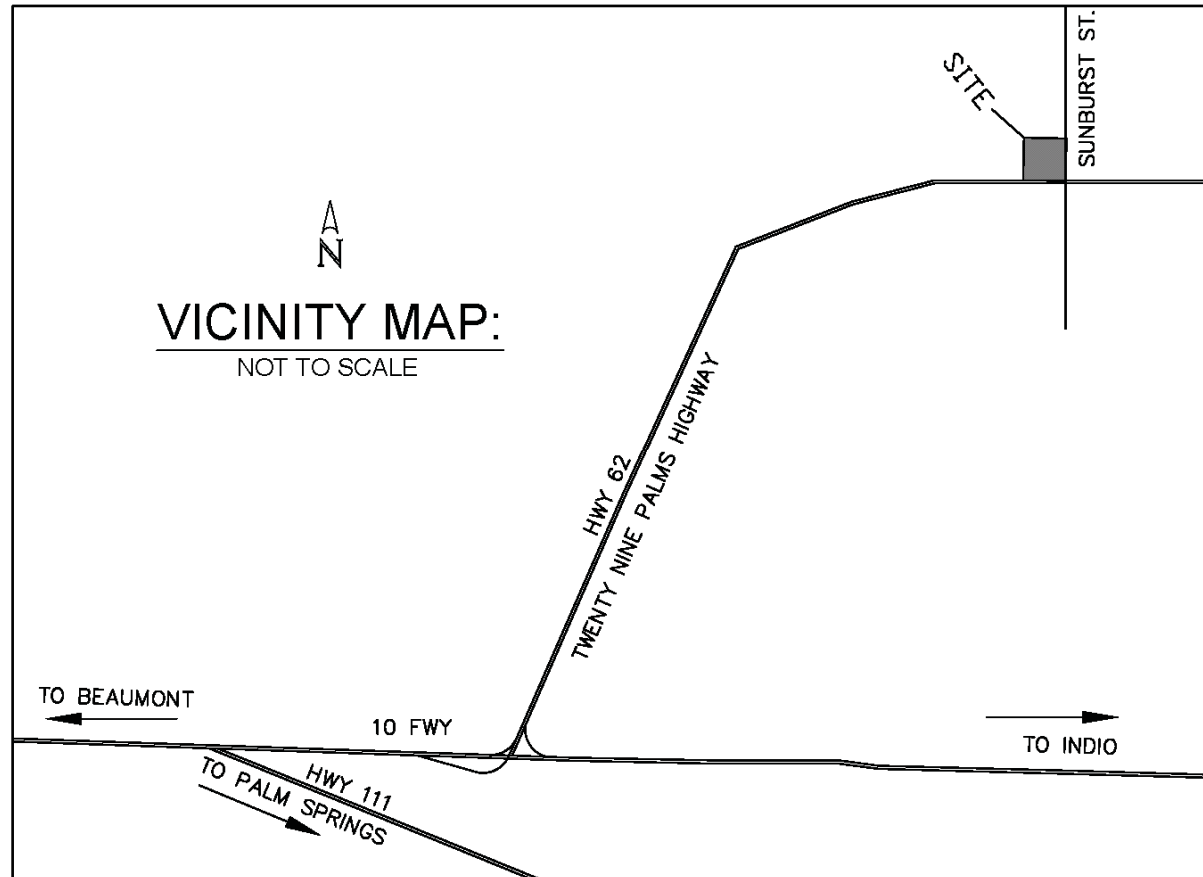 SUNBURST ST.
SITE
N
VICINITY MAP:
NOT TO SCALE
HWY 62
TWENTY NINE PALMS HIGHWAY
TO BEAUMONT
10 FWY
TO INDIO
HWY 111
TO PALM SPRINGS